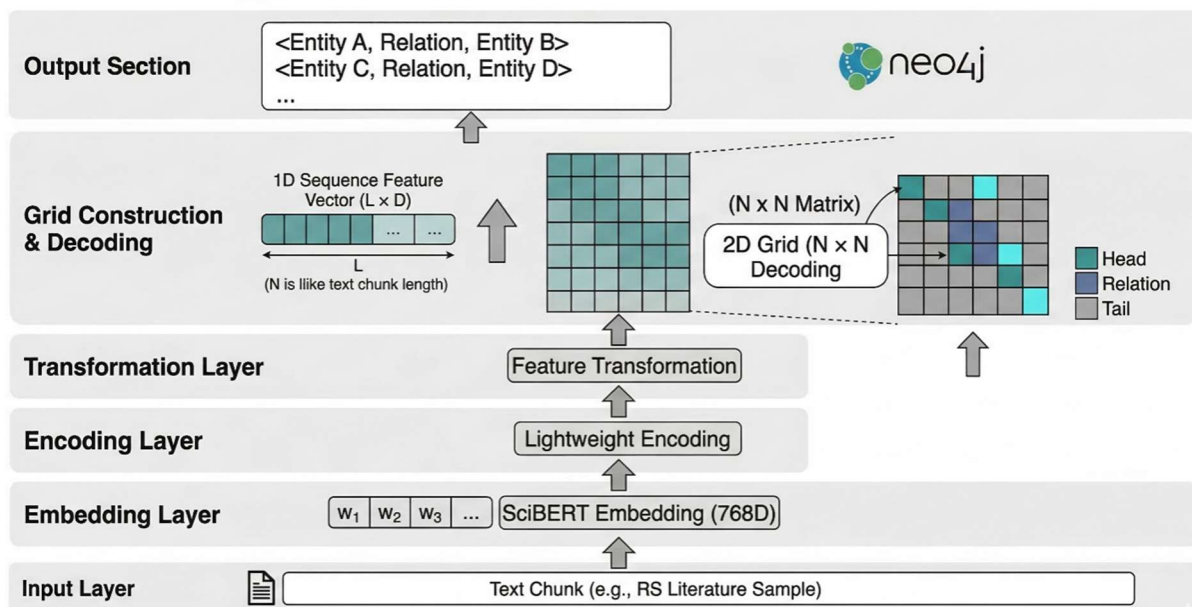 Output Section
<Entity A, Relation, Entity B>
<Entity C, Relation, Entity D>
...
neo4j
Grid Construction
& Decoding
1D Sequence Feature
Vector (L × D)
... ...
L
(N is llike text chunk length)
(N x N Matrix)
2D Grid (N × N
Decoding
Head
Relation
Tail
Transformation Layer
Feature Transformation
Encoding Layer
Lightweight Encoding
Embedding Layer
w1 w2 w3 ...
SciBERT Embedding (768D)
Input Layer
Text Chunk (e.g., RS Literature Sample)